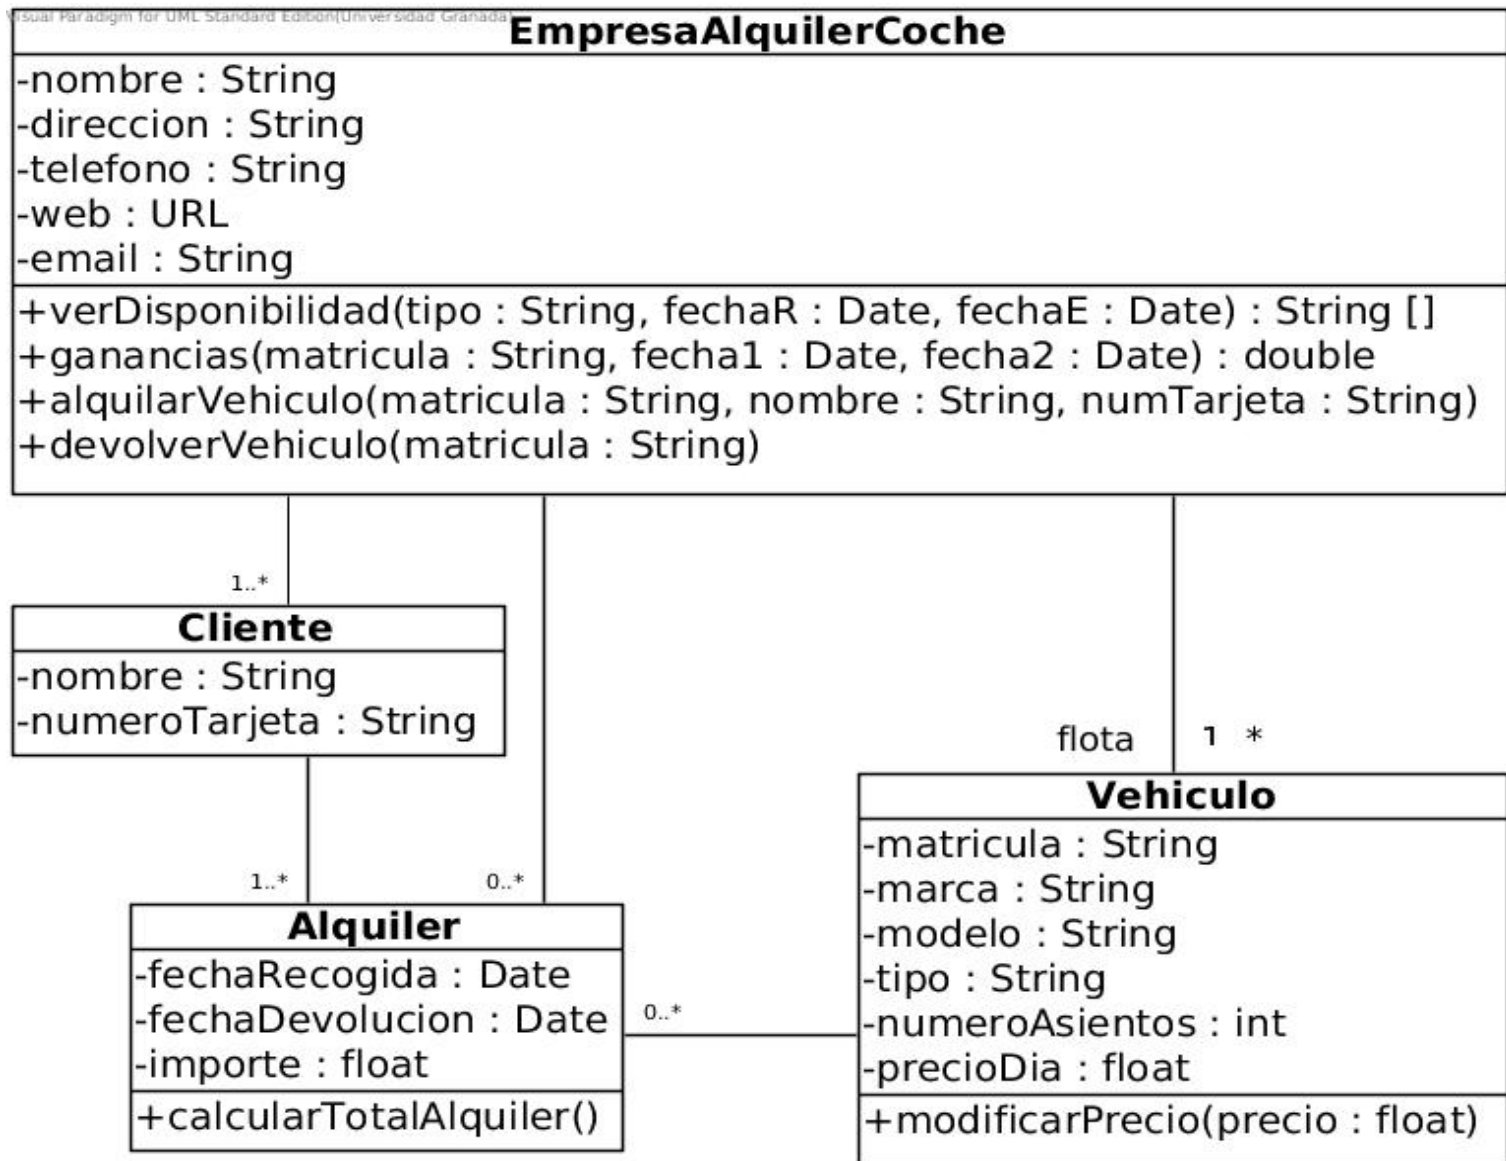 Visual Paradigm for UML Standard Edition(Universidad Granada)
EmpresaAlquilerCoche
-nombre : String
-direccion : String
-telefono : String
-web : URL
-email : String
+verDisponibilidad(tipo : String, fechaR : Date, fechaE : Date) : String []
+ganancias(matricula : String, fecha1 : Date, fecha2 : Date) : double
+alquilarVehiculo(matricula : String, nombre : String, numTarjeta : String)
+devolverVehiculo(matricula : String)
1..*
Cliente
-nombre : String
-numeroTarjeta : String
flota 1 *
Vehiculo
-matricula : String
-marca : String
-modelo : String
-tipo : String
-numeroAsientos : int
-precioDia : float
+modificarPrecio(precio : float)
1..* 0..*
Alquiler
-fechaRecogida : Date
-fechaDevolucion : Date
-importe : float
+calcularTotalAlquiler()
0..*